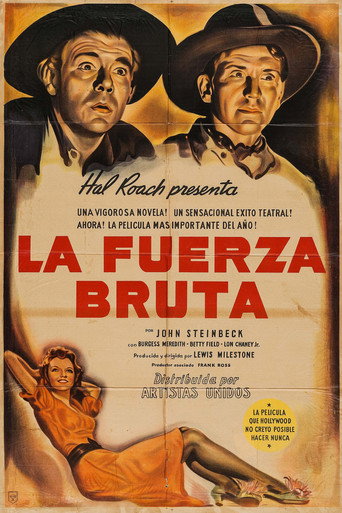 Hal Roach presenta
UNA VIGOROSA NOVELA! UN SENSACIONAL EXITO TEATRAL!
AHORA! LA PELICULA MAS IMPORTANTE DEL AÑO!
LA FUERZA
BRUTA
POR JOHN STEINBECK
con BURGESS MEREDITH - BETTY FIELD - LON CHANEY Jr.
Producida y dirigida por LEWIS MILESTONE
Productor asociado FRANK ROSS
Distribuida por
ARTISTAS UNIDOS
LA PELICULA
QUE HOLLYWOOD
NO CREYO POSIBLE
HACER NUNCA